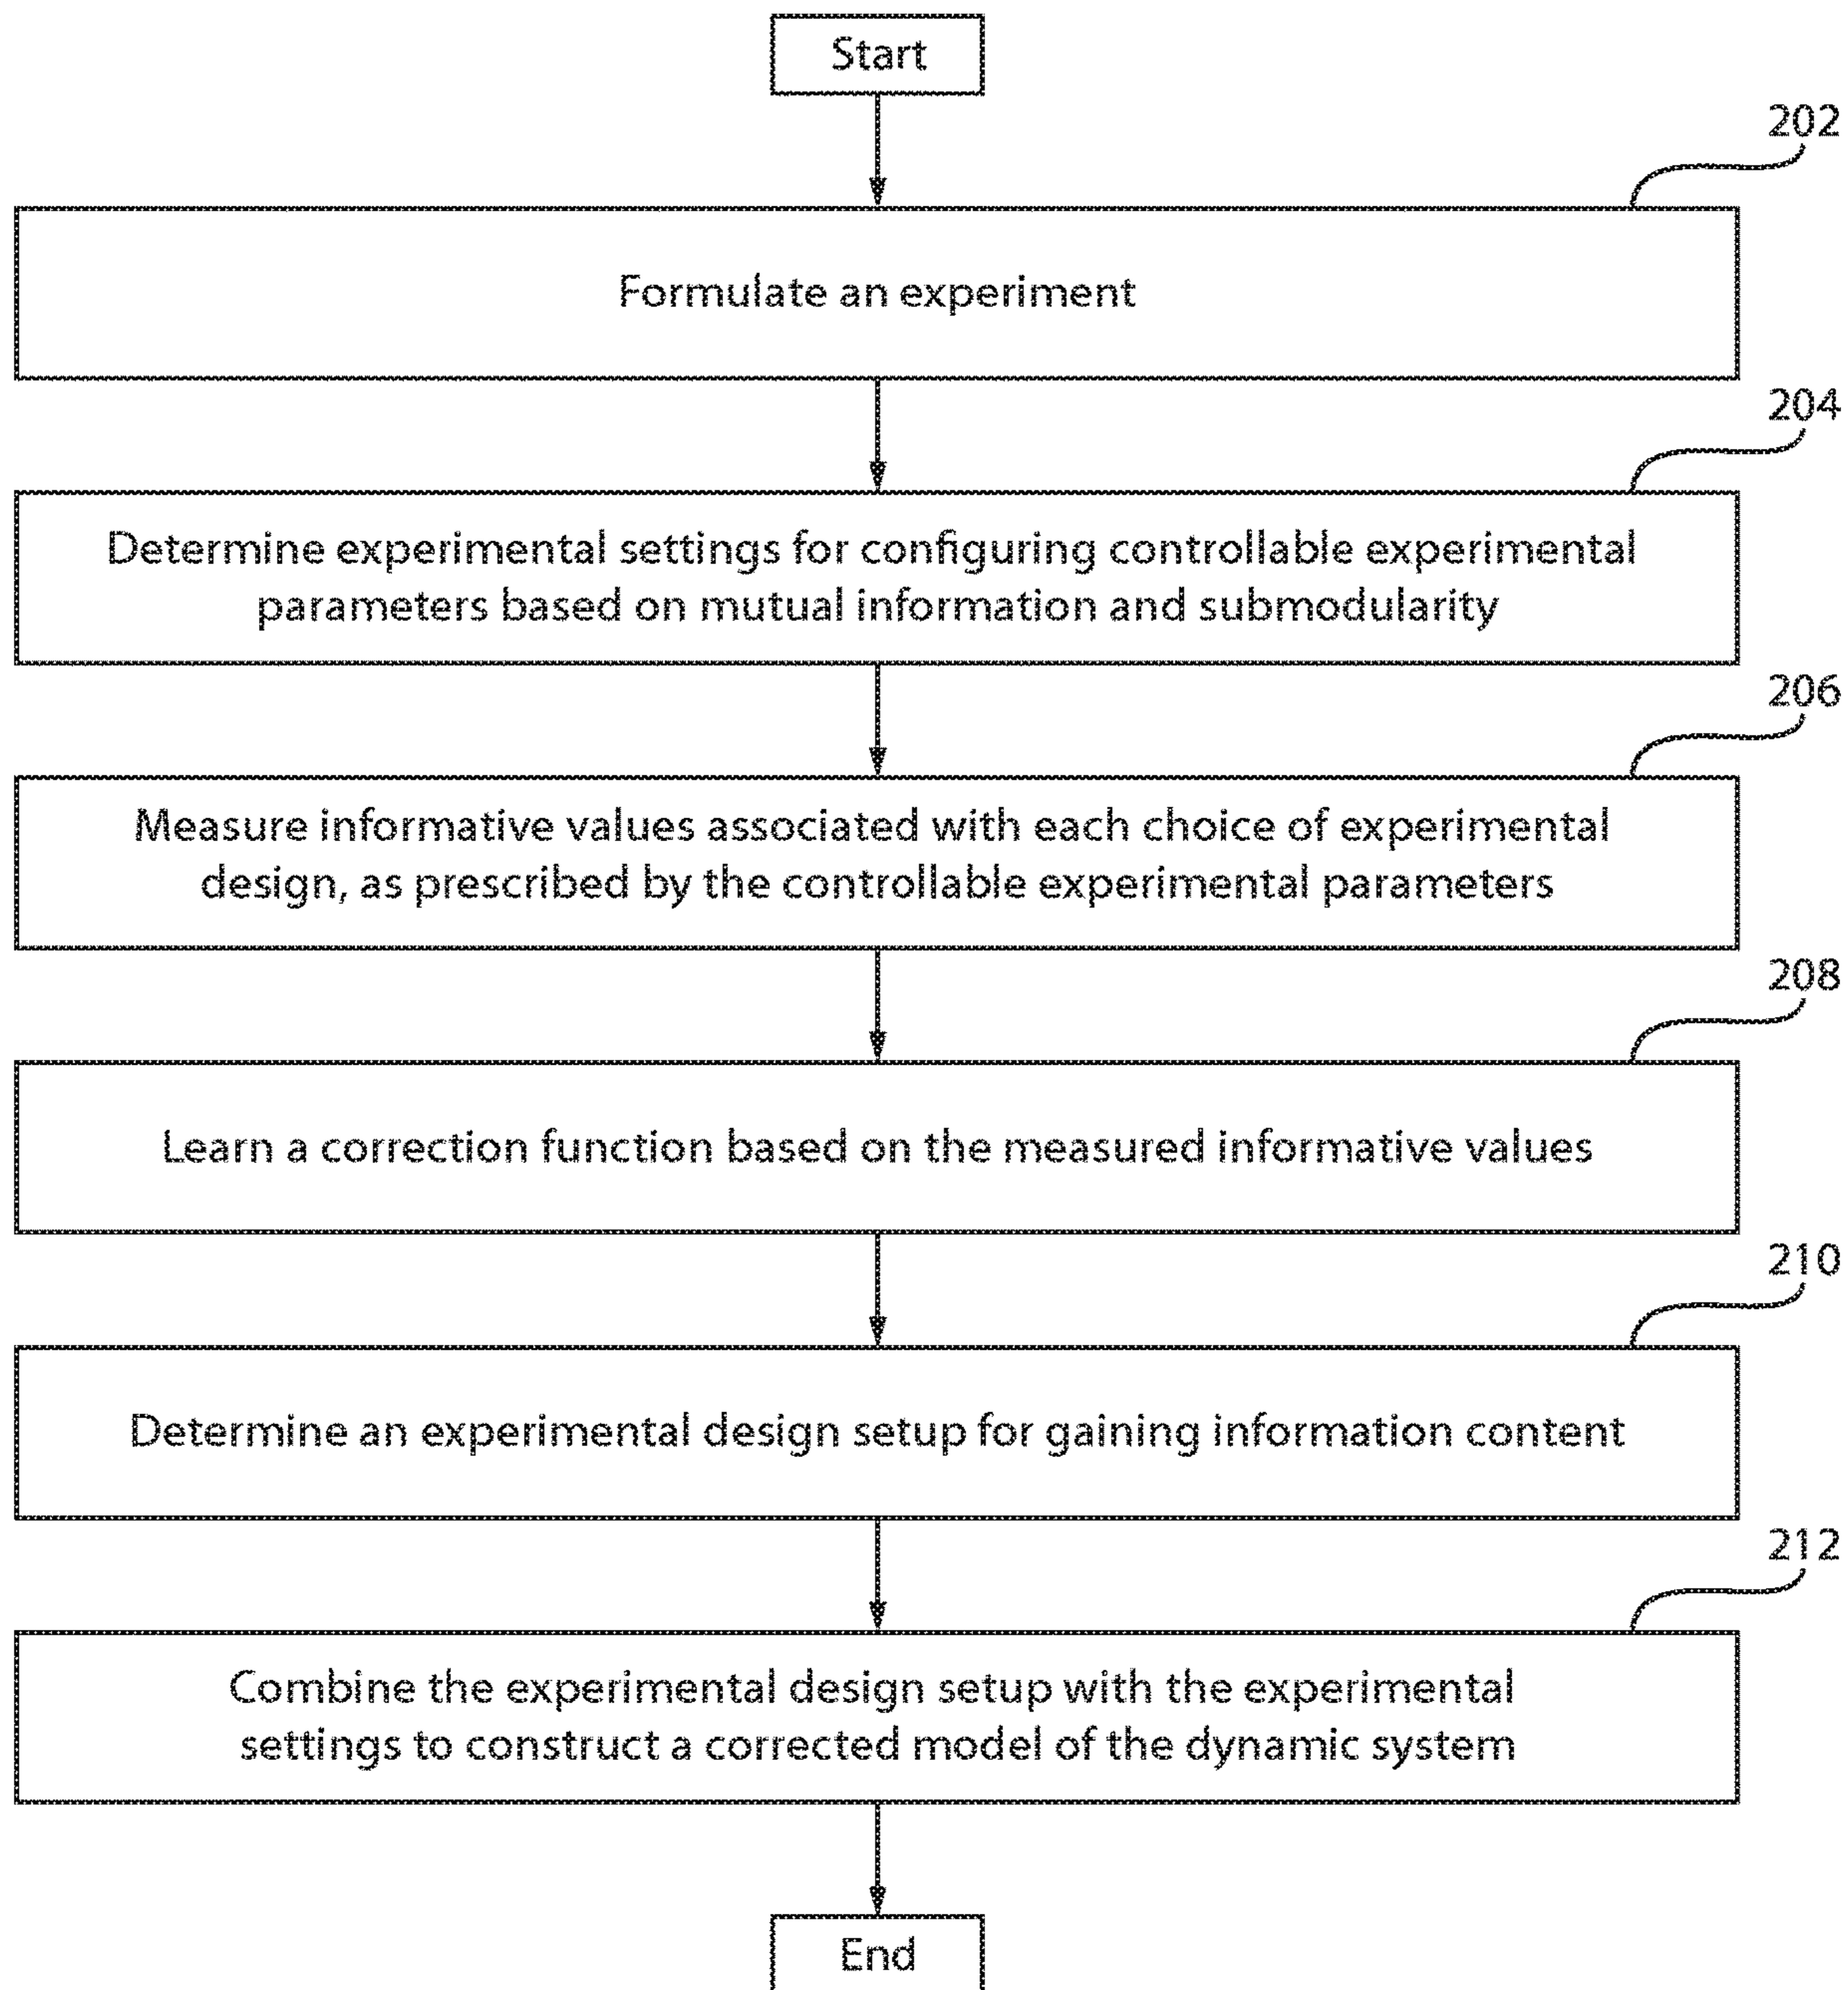 Start
202
Formulate an experiment
204
Determine experimental settings for configuring controllable experimental
parameters based on mutual information and submodularity
206
Measure informative values associated with each choice of experimental
design, as prescribed by the controllable experimental parameters
208
Learn a correction function based on the measured informative values
210
Determine an experimental design setup for gaining information content
212
Combine the experimental design setup with the experimental
settings to construct a corrected model of the dynamic system
End